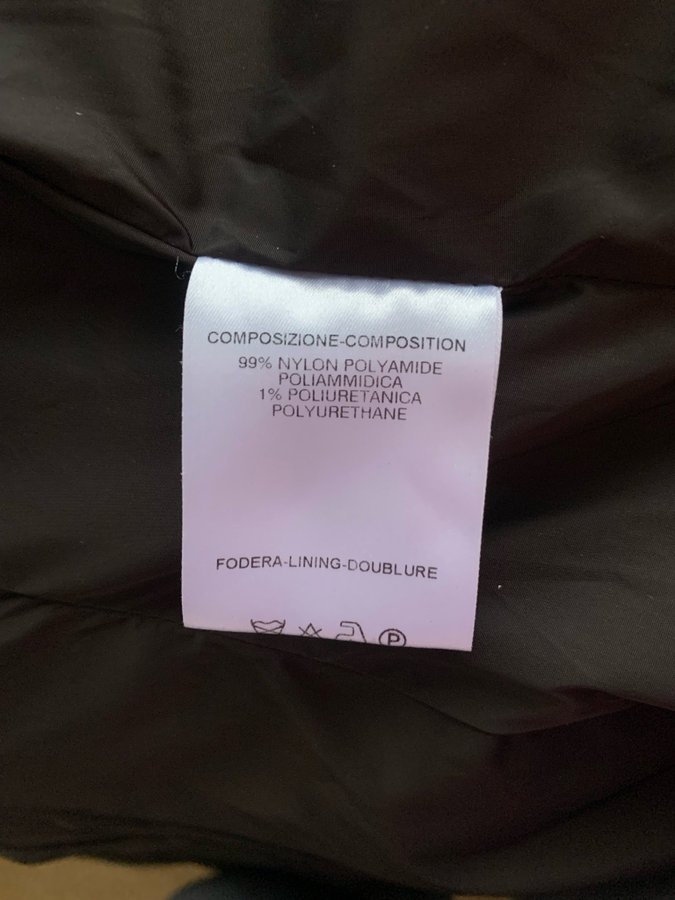 COMPOSIZIONE-COMPOSITION
99% NYLON POLYAMIDE
POLIAMMIDICA
1% POLIURETANICA
POLYURETHANE
FODERA-LINING-DOUBLURE
P